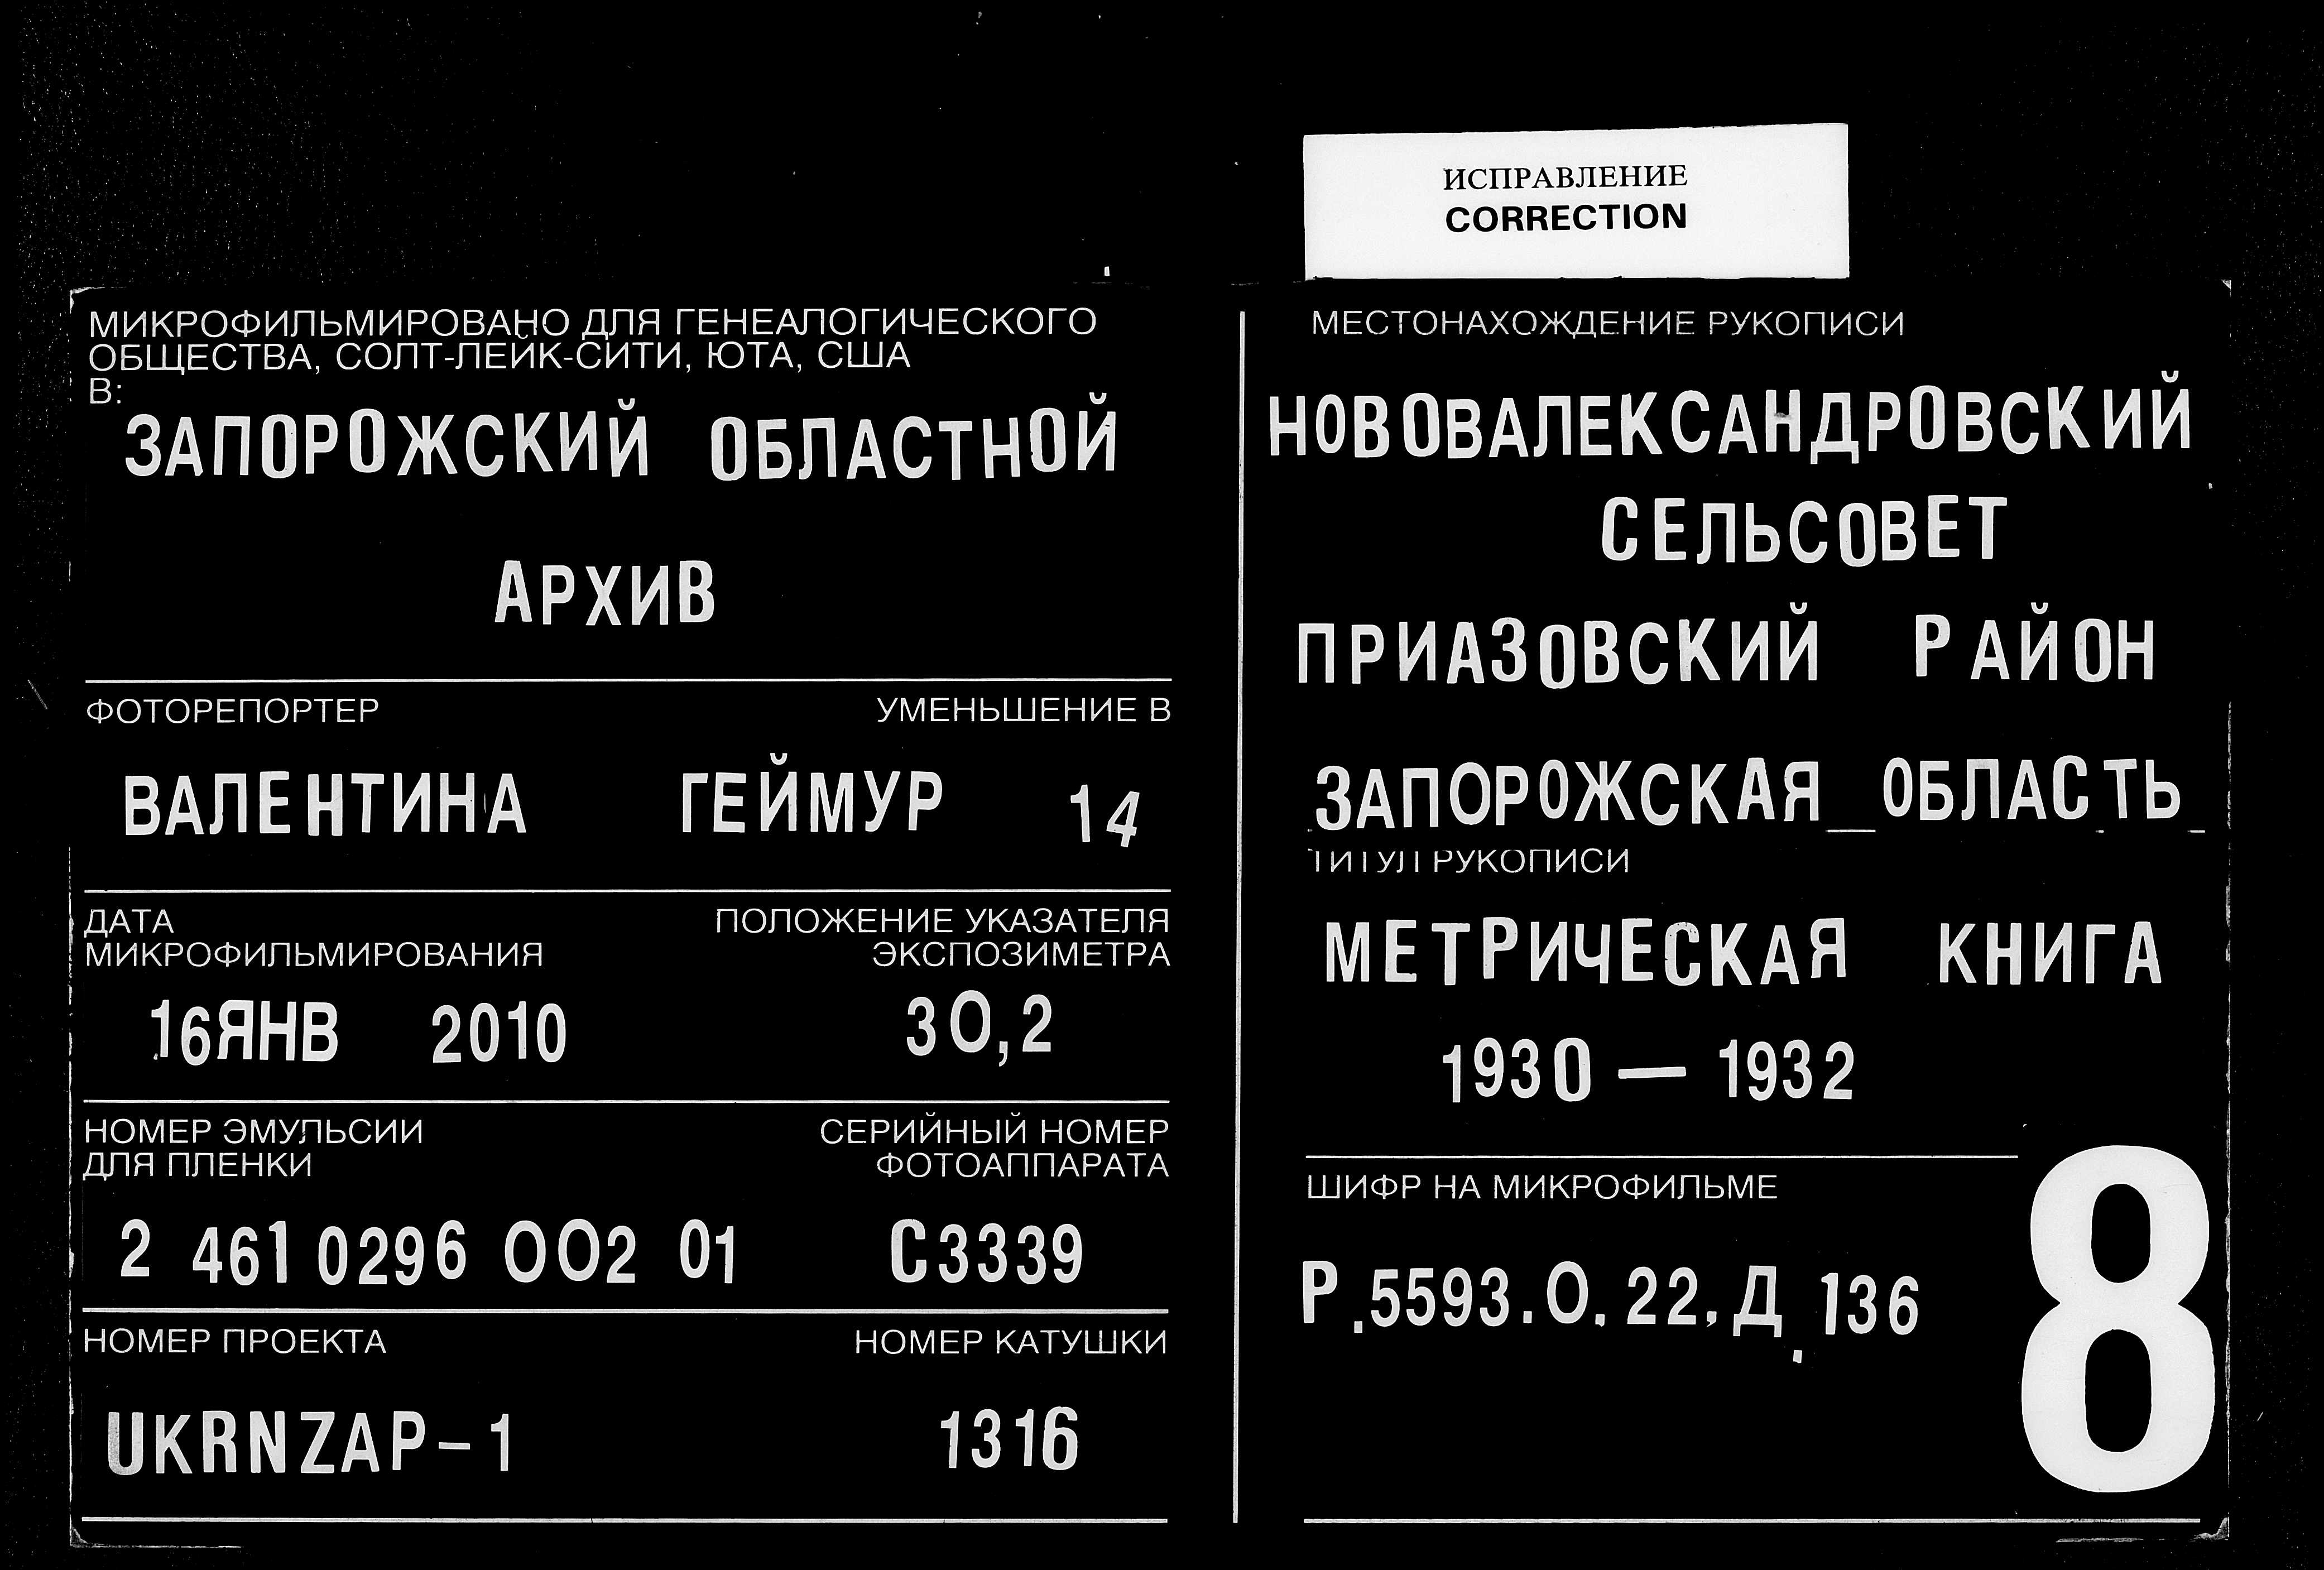 ИСПРАВЛЕНИЕ
CORRECTION
МИКРОФИЛЬМИРОВАНО ДЛЯ ГЕНЕАЛОГИЧЕСКОГО
ОБЩЕСТВА, СОЛТ-ЛЕЙК-СИТИ, ЮТА, США
В:
ЗАПОРОЖСКИЙ ОБЛАСТНОЙ
АРХИВ
ФОТОРЕПОРТЕР УМЕНЬШЕНИЕ В
ВАЛЕНТИНА ГЕЙМУР 14
ДАТА
МИКРОФИЛЬМИРОВАНИЯ
ПОЛОЖЕНИЕ УКАЗАТЕЛЯ
ЭКСПОЗИМЕТРА
16ЯНВ 2010 30,2
НОМЕР ЭМУЛЬСИИ
ДЛЯ ПЛЕНКИ
СЕРИЙНЫЙ НОМЕР
ФОТОАППАРАТА
2 461 0296 002 01 С3339
НОМЕР ПРОЕКТА НОМЕР КАТУШКИ
UKRNZAP-1 1316
МЕСТОНАХОЖДЕНИЕ РУКОПИСИ
НОВОВАЛЕКСАНДРОВСКИЙ
СЕЛЬСОВЕТ
ПРИАЗОВСКИЙ РАЙОН
ЗАПОРОЖСКАЯ ОБЛАСТЬ
ТИТУЛ РУКОПИСИ
МЕТРИЧЕСКАЯ КНИГА
1930 — 1932
ШИФР НА МИКРОФИЛЬМЕ
Р.5593.О.22.Д.136
8